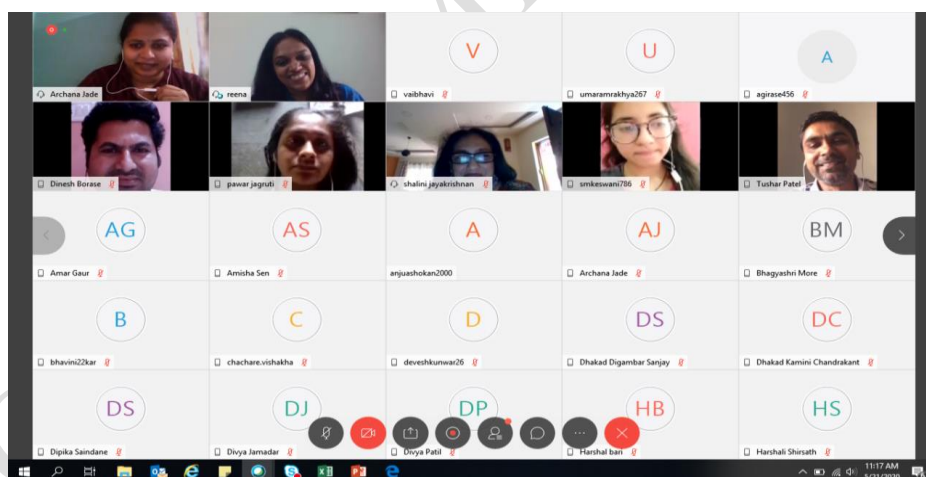 V
U
A
Archana Jade
reena
vaibhavi
umaramrakhya267
agirase456
Dinesh Borase
pawar jagruti
shalini jayakrishnan
smkeswani786
Tushar Patel
AG
AS
A
AJ
BM
Amar Gaur
Amisha Sen
anjuashokan2000
Archana Jade
Bhagyashri More
B
C
D
DS
DC
bhavini22kar
chachare.vishakha
deveshkunwar26
Dhakad Digambar Sanjay
Dhakad Kamini Chandrakant
DS
DJ
DP
HB
HS
Dipika Saindane
Divya Jamadar
Divya Patil
Harshal bari
Harshali Shirsath
11:17 AM